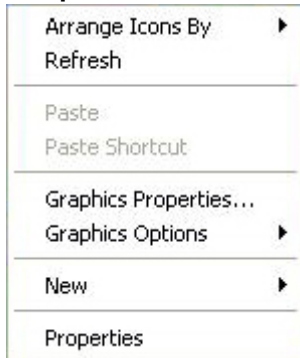 Arrange Icons By
Refresh
Paste
Paste Shortcut
Graphics Properties...
Graphics Options
New
Properties